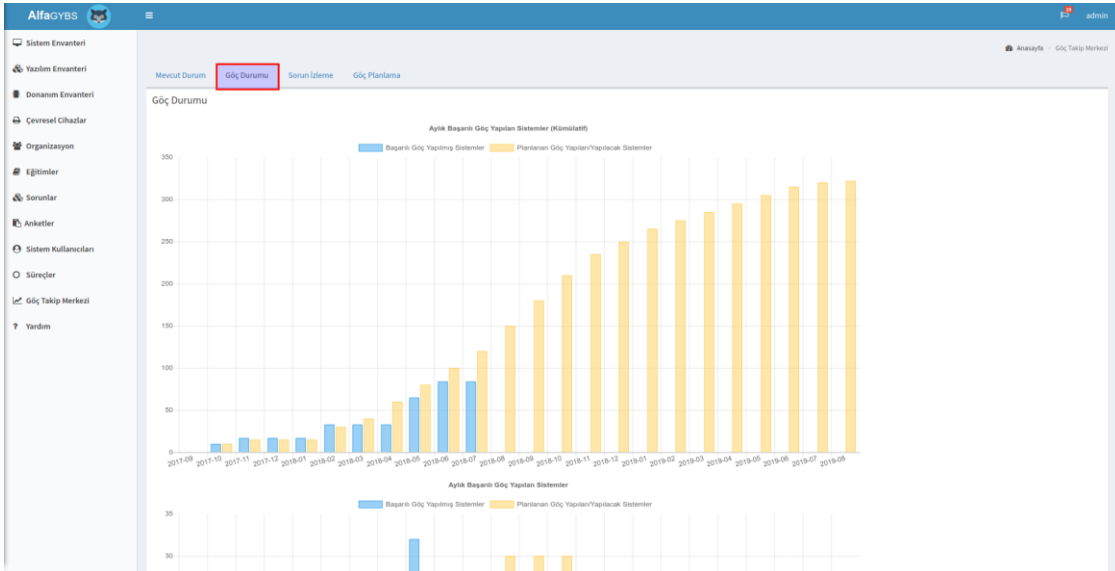 AlfaGYBS
admin
Sistem Envanteri
Yazılım Envanteri
Donanım Envanteri
Çevresel Cihazlar
Organizasyon
Eğitimler
Sorunlar
Anketler
Sistem Kullanıcıları
Süreçler
Göç Takip Merkezi
? Yardım
Anasayfa > Göç Takip Merkezi
Mevcut Durum Göç Durumu Sorun İzleme Göç Planlama
Göç Durumu
Aylık Başarılı Göç Yapılan Sistemler (Kümülatif)
Başarılı Göç Yapılmış Sistemler Planlanan Göç Yapılan/Yapılacak Sistemler
350
300
250
200
150
100
50
0
2017-09 2017-10 2017-11 2017-12 2018-01 2018-02 2018-03 2018-04 2018-05 2018-06 2018-07 2018-08 2018-09 2018-10 2018-11 2018-12 2019-01 2019-02 2019-03 2019-04 2019-05 2019-06 2019-07 2019-08
Aylık Başarılı Göç Yapılan Sistemler
Başarılı Göç Yapılmış Sistemler Planlanan Göç Yapılan/Yapılacak Sistemler
35
30